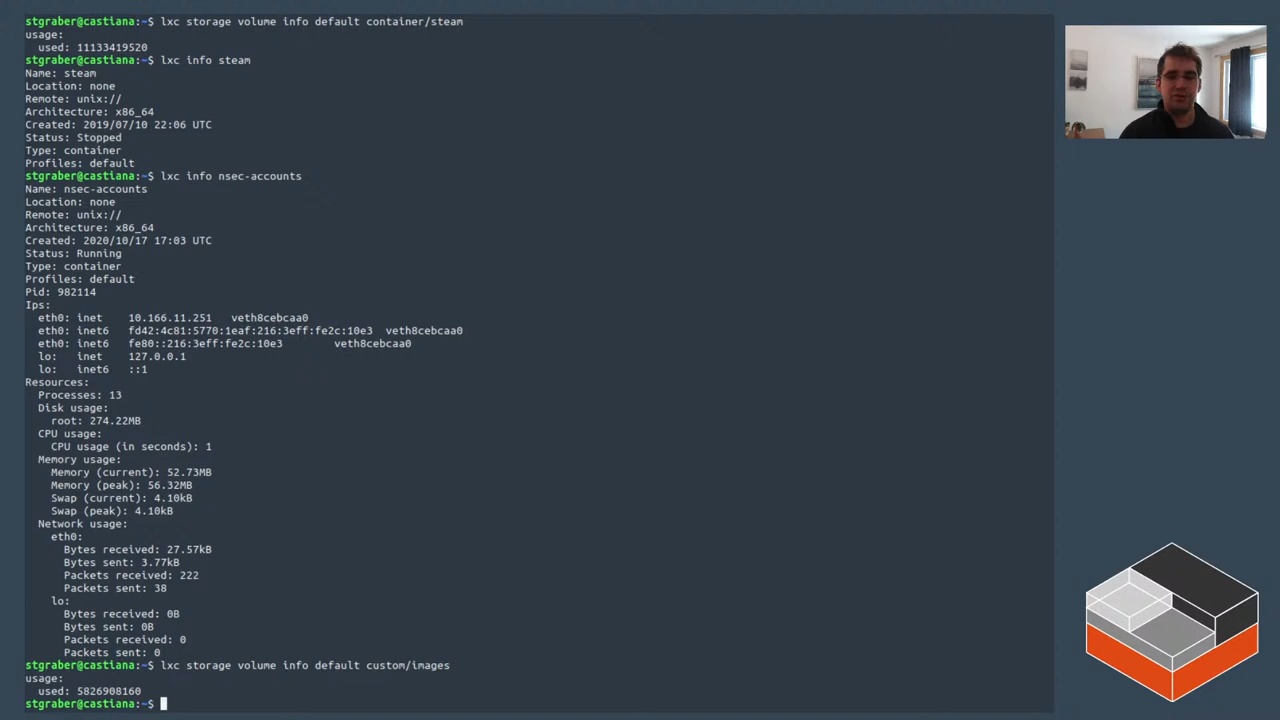 stgraber@castiana:~$ lxc storage volume info default container/steam
usage:
  used: 11133419520
stgraber@castiana:~$ lxc info steam
Name: steam
Location: none
Remote: unix://
Architecture: x86_64
Created: 2019/07/10 22:06 UTC
Status: Stopped
Type: container
Profiles: default
stgraber@castiana:~$ lxc info nsec-accounts
Name: nsec-accounts
Location: none
Remote: unix://
Architecture: x86_64
Created: 2020/10/17 17:03 UTC
Status: Running
Type: container
Profiles: default
Pid: 982114
Ips:
  eth0: inet    10.166.11.251   veth8cebcaa0
  eth0: inet6   fd42:4c81:5770:1eaf:216:3eff:fe2c:10e3  veth8cebcaa0
  eth0: inet6   fe80::216:3eff:fe2c:10e3        veth8cebcaa0
  lo:   inet    127.0.0.1
  lo:   inet6   ::1
Resources:
  Processes: 13
  Disk usage:
    root: 274.22MB
  CPU usage:
    CPU usage (in seconds): 1
  Memory usage:
    Memory (current): 52.73MB
    Memory (peak): 56.32MB
    Swap (current): 4.10kB
    Swap (peak): 4.10kB
  Network usage:
    eth0:
      Bytes received: 27.57kB
      Bytes sent: 3.77kB
      Packets received: 222
      Packets sent: 38
    lo:
      Bytes received: 0B
      Bytes sent: 0B
      Packets received: 0
      Packets sent: 0
stgraber@castiana:~$ lxc storage volume info default custom/images
usage:
  used: 5826908160
stgraber@castiana:~$